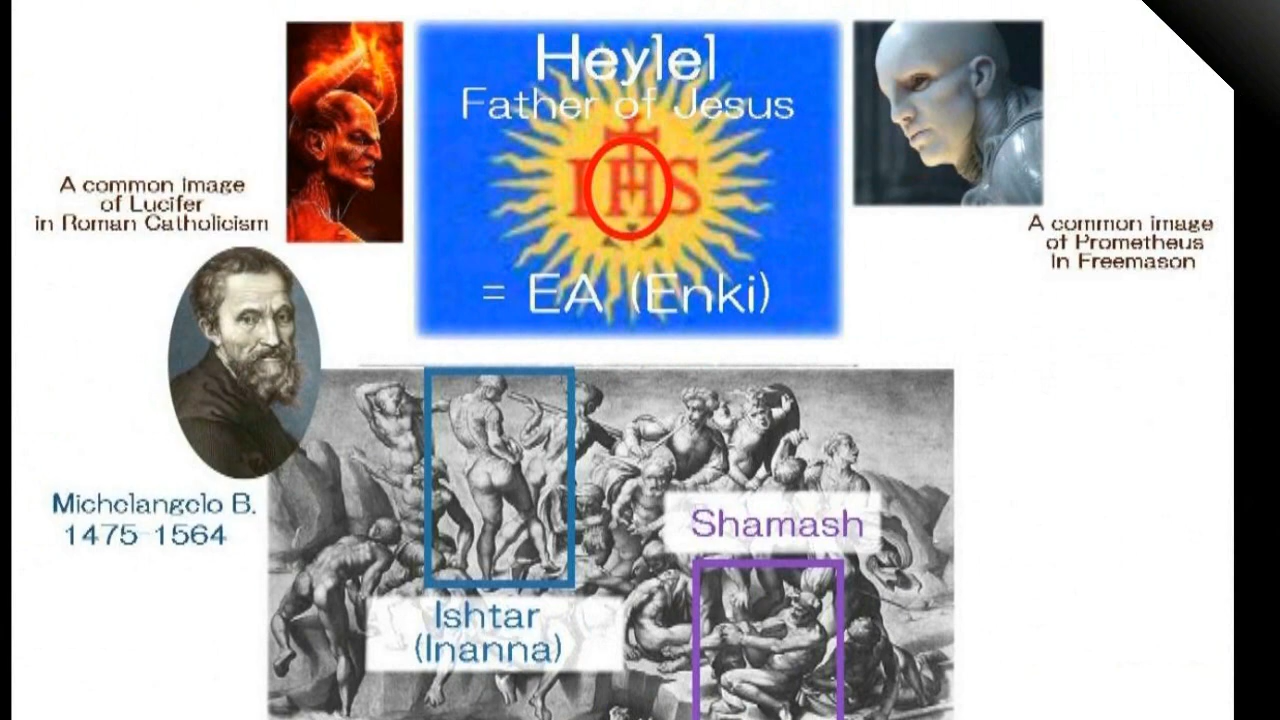 Heylel
Father of Jesus
IHS
= EA (Enki)
A common image
of Lucifer
in Roman Catholicism
A common image
of Prometheus
in Freemason
Michelangelo B.
1475-1564
Shamash
Ishtar
(Inanna)